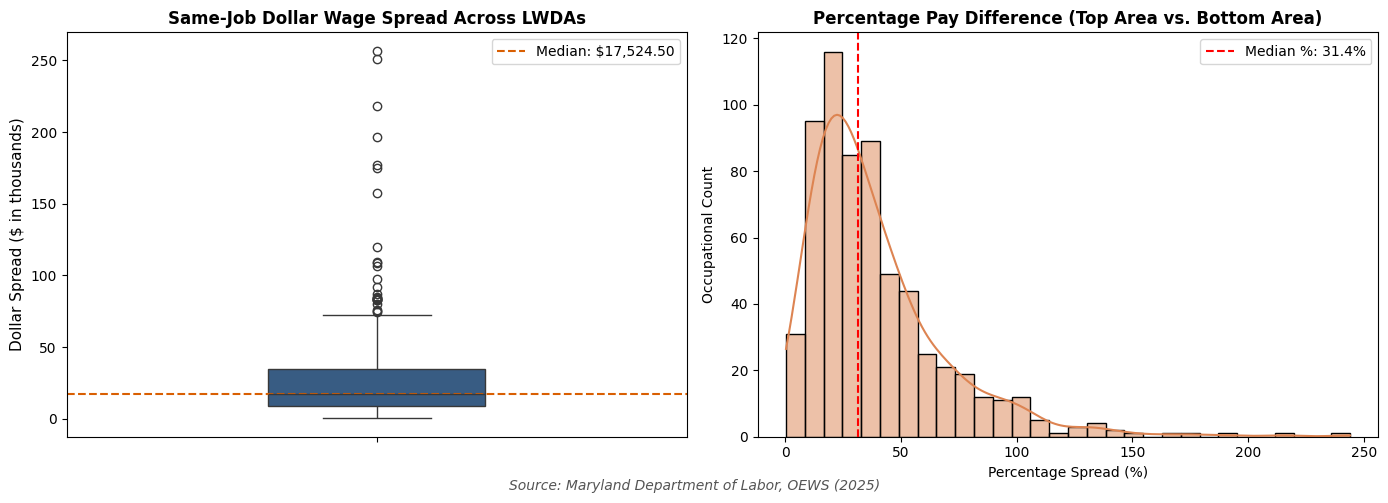 Same-Job Dollar Wage Spread Across LWDAs
Median: $17,524.50
Dollar Spread ($ in thousands)
250
200
150
100
50
0
Percentage Pay Difference (Top Area vs. Bottom Area)
Median %: 31.4%
Occupational Count
120
100
80
60
40
20
0
0 50 100 150 200 250
Percentage Spread (%)
Source: Maryland Department of Labor, OEWS (2025)